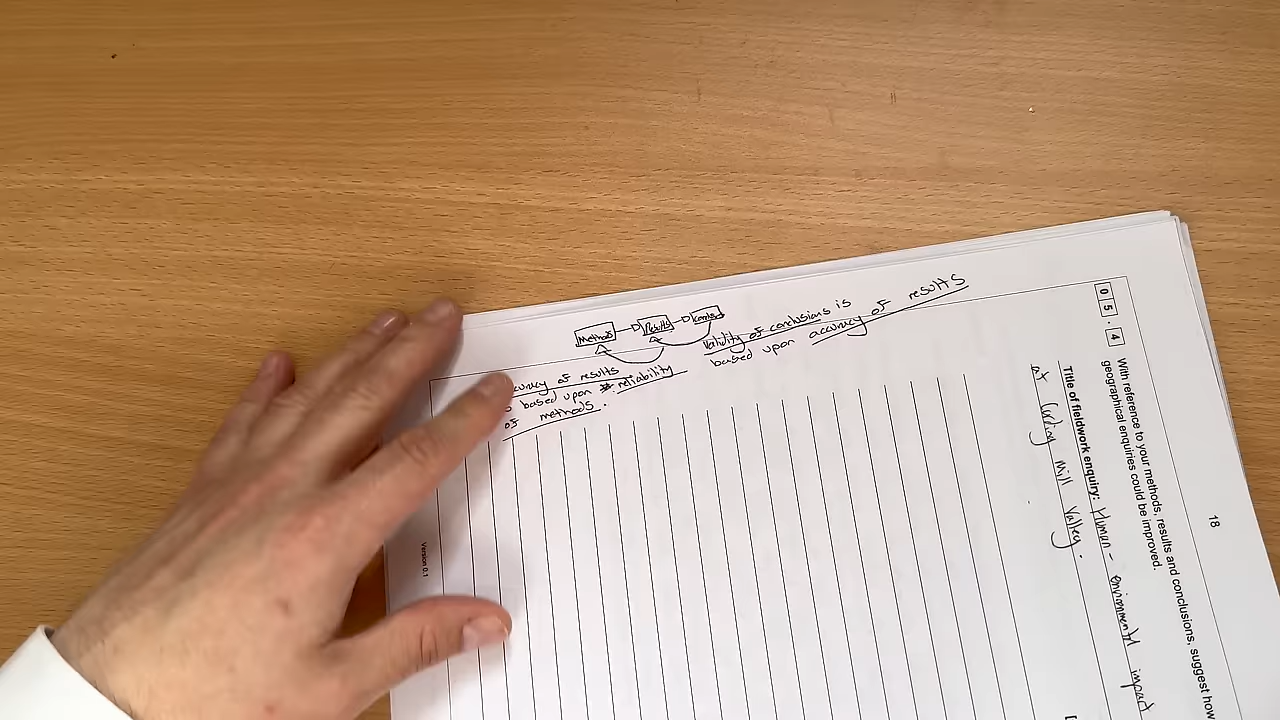 18
0 5 . 4
With reference to your methods, results and conclusions, suggest how
geographical enquiries could be improved.
Title of fieldwork enquiry: Human - environmental impact
at Mill Valley.
Methods → Results →
Validity of conclusions is
based upon accuracy of results
of results
based upon reliability
of methods.
Version 0.1